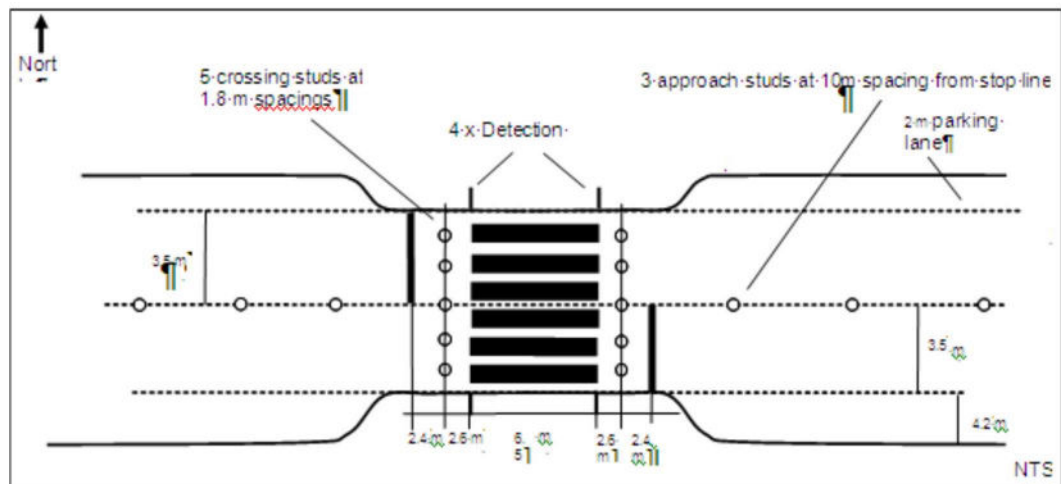 Nort
5·crossing·studs·at
1.8·m·spacings¶
4·x·Detection·
3·approach·studs·at·10m·spacing·from·stop·line
¶
2·m·parking·
lane¶
3.5·m
¶
3.5·m
4.2·m
2.4·m
2.6·m
6.
5¶
m
2.6·
m¶
2.4
m¶
NTS